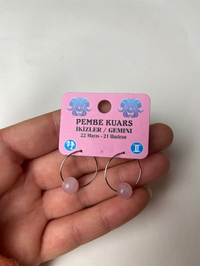 PEMBE KUARS
İKİZLER / GEMINI
22 Mayıs - 21 Haziran